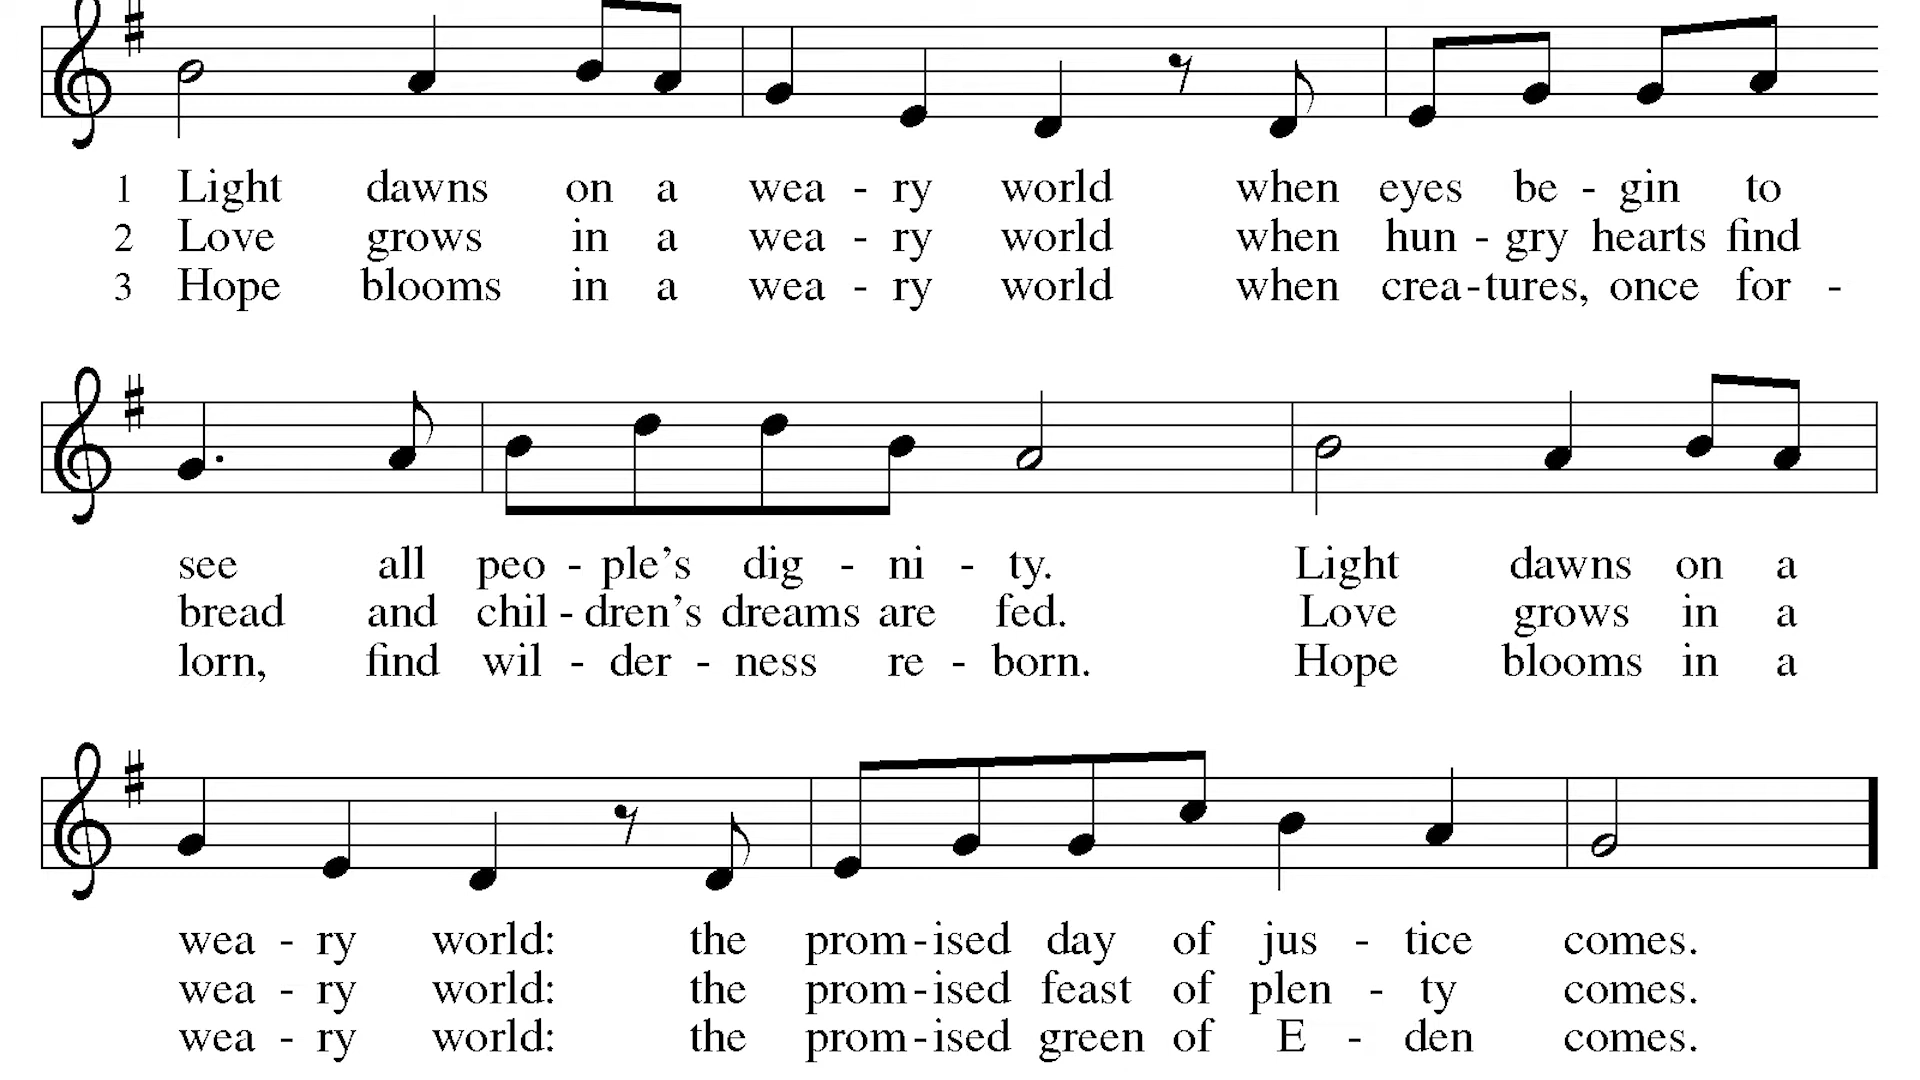 1 Light dawns on a wea - ry world when eyes be - gin to
2 Love grows in a wea - ry world when hun - gry hearts find
3 Hope blooms in a wea - ry world when crea - tures, once for -
see all peo - ple's dig - ni - ty. Light dawns on a
bread and chil - dren's dreams are fed. Love grows in a
lorn, find wil - der - ness re - born. Hope blooms in a
wea - ry world: the prom - ised day of jus - tice comes.
wea - ry world: the prom - ised feast of plen - ty comes.
wea - ry world: the prom - ised green of E - den comes.